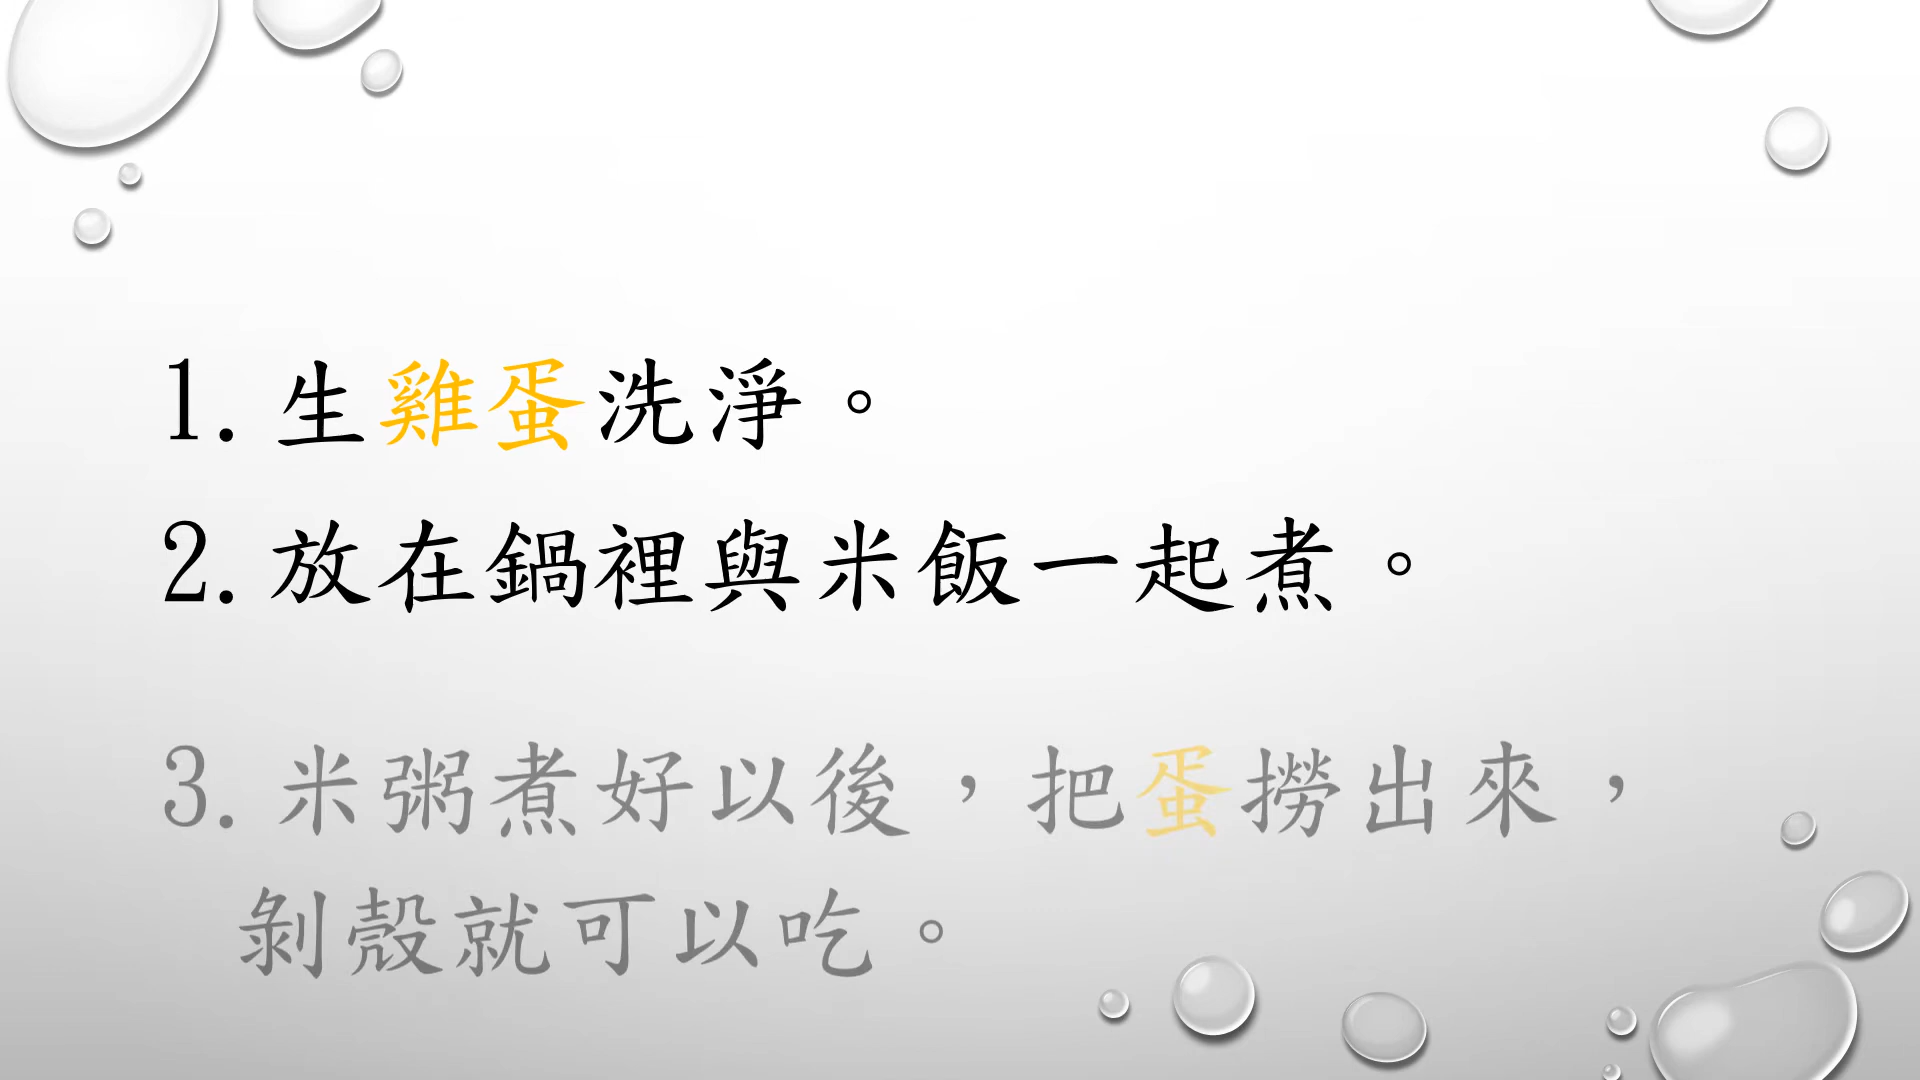 1.生雞蛋洗淨。
2.放在鍋裡與米飯一起煮。
3.米粥煮好以後，把蛋撈出來，
剝殼就可以吃。